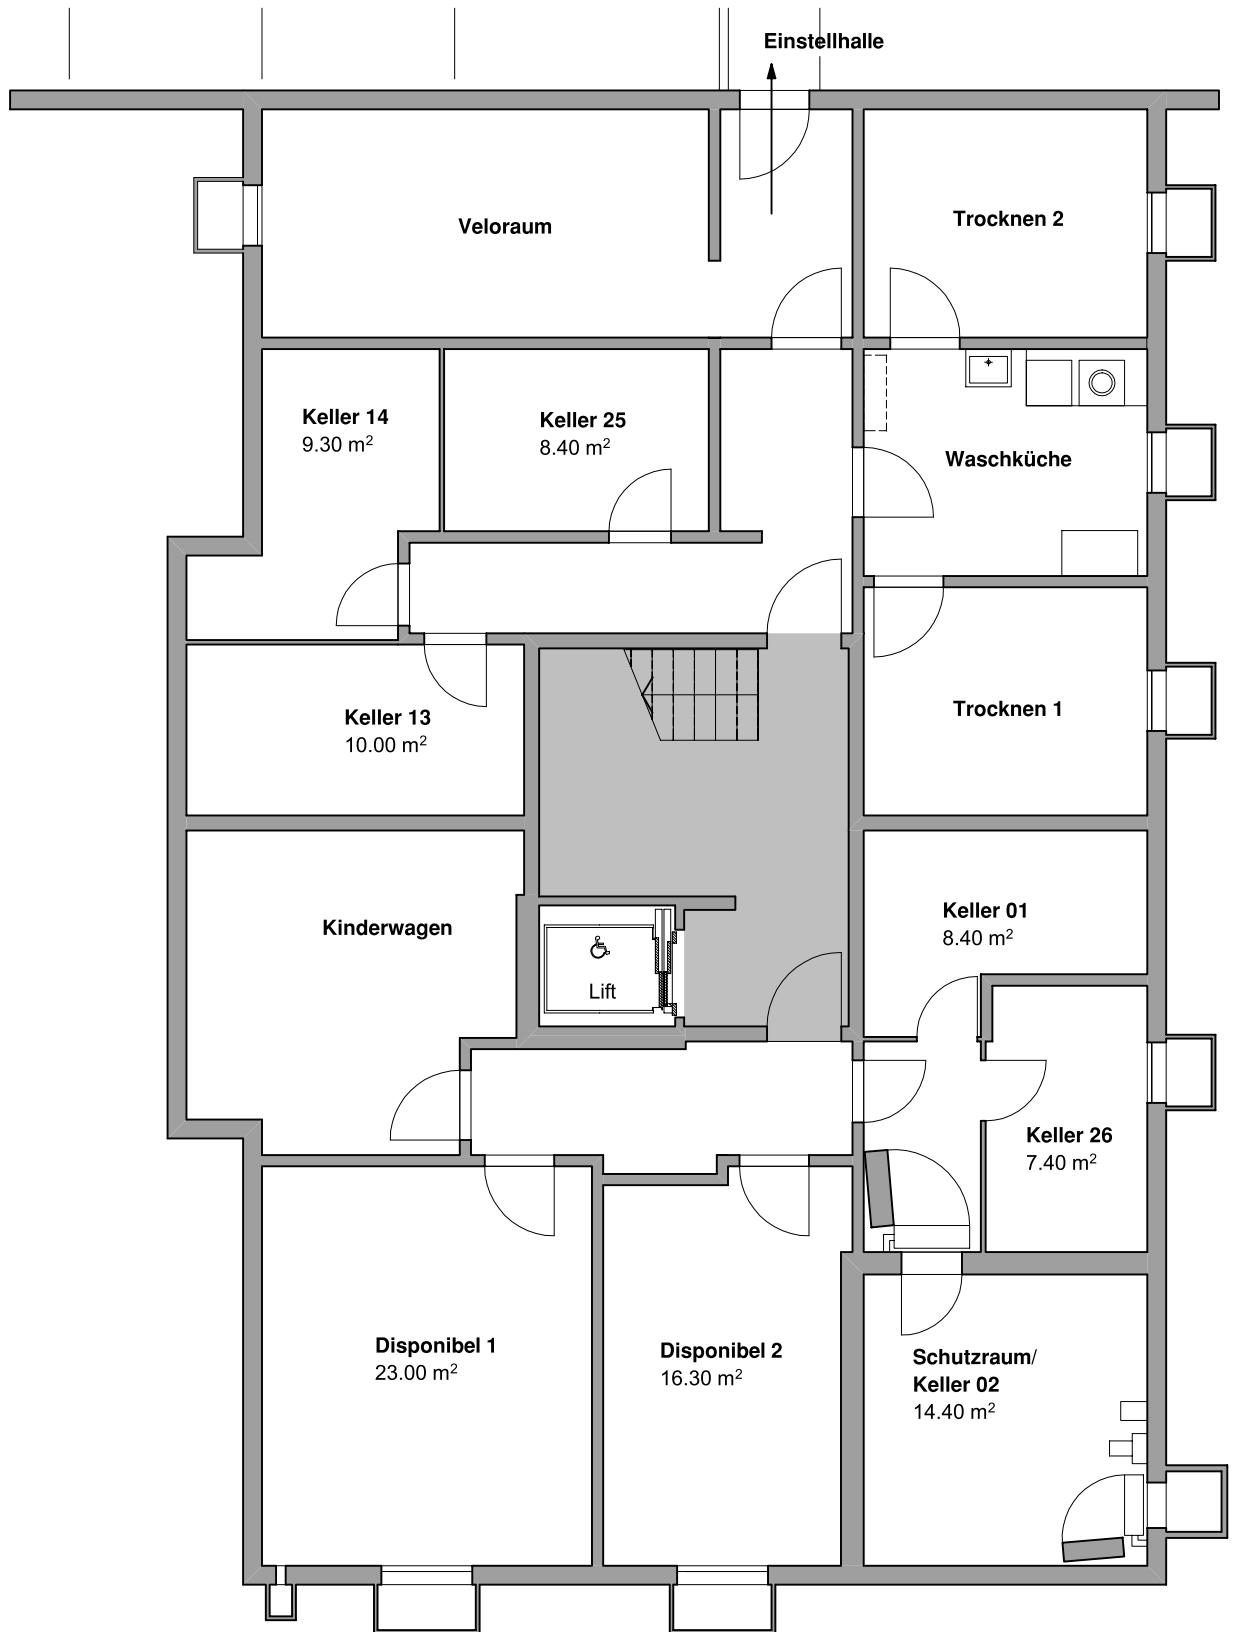 Einstellhalle
Veloraum
Trocknen 2
Keller 14
9.30 m²
Keller 25
8.40 m²
Waschküche
Keller 13
10.00 m²
Trocknen 1
Kinderwagen
Keller 01
8.40 m²
Lift
Keller 26
7.40 m²
Disponibel 1
23.00 m²
Disponibel 2
16.30 m²
Schutzraum/
Keller 02
14.40 m²